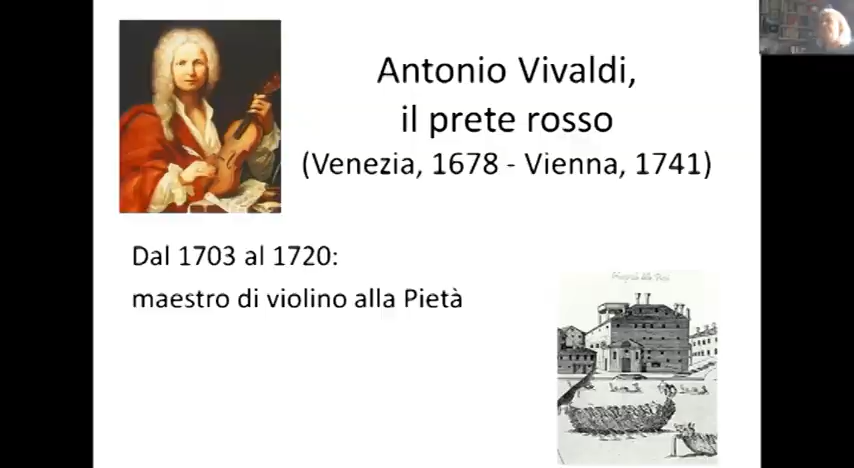 Antonio Vivaldi,
il prete rosso
(Venezia, 1678 - Vienna, 1741)
Dal 1703 al 1720:
maestro di violino alla Pietà